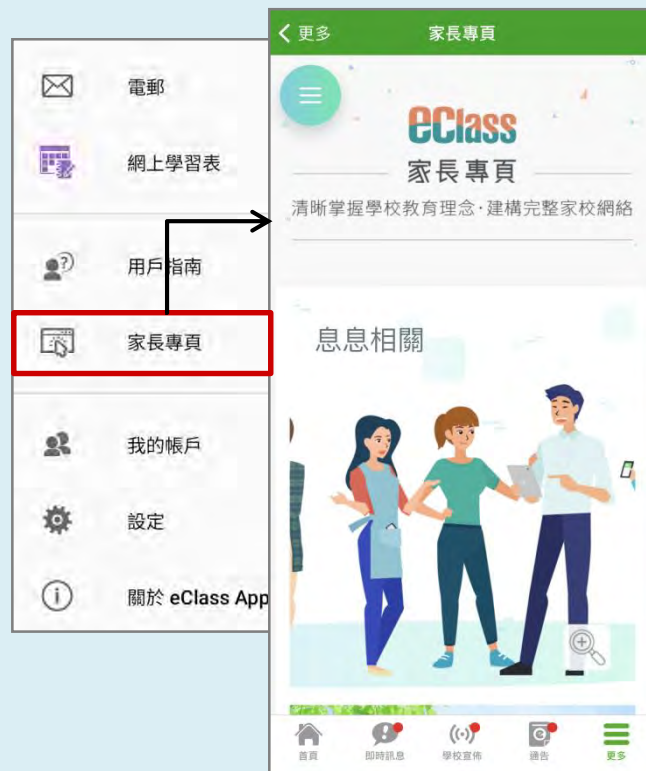 電郵
網上學習表
用戶指南
家長專頁
我的帳戶
設定
關於 eClass App
更多
家長專頁
eClass
家長專頁
清晰掌握學校教育理念·建構完整家校網絡
息息相關
首頁
即時訊息
學校宣佈
通告
更多